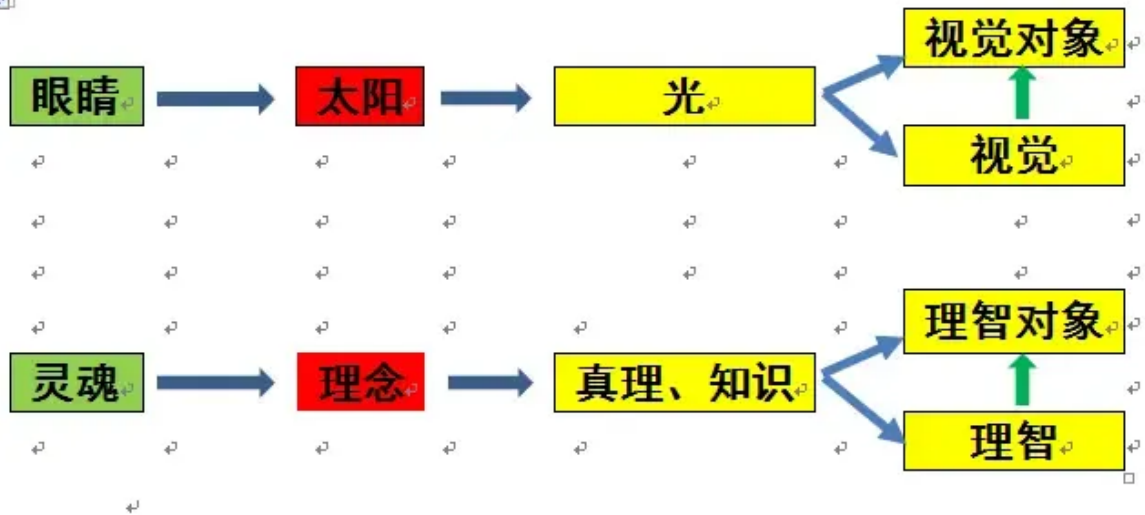 视觉对象
眼睛 太阳 光
视觉
理智对象
灵魂 理念 真理、知识
理智